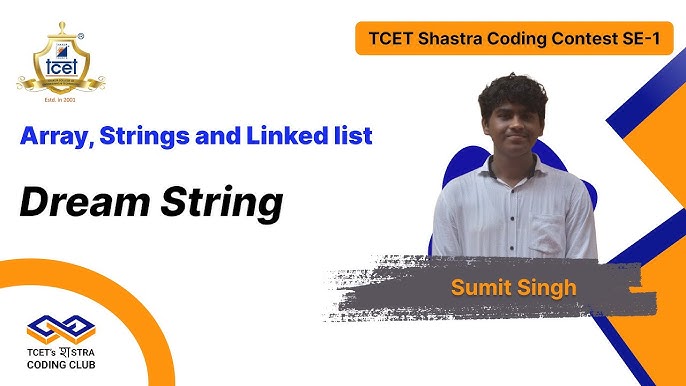 tcet
Estd. in 2001
TCET Shastra Coding Contest SE-1
Array, Strings and Linked list
Dream String
Sumit Singh
TCET's शाSTRA
CODING CLUB